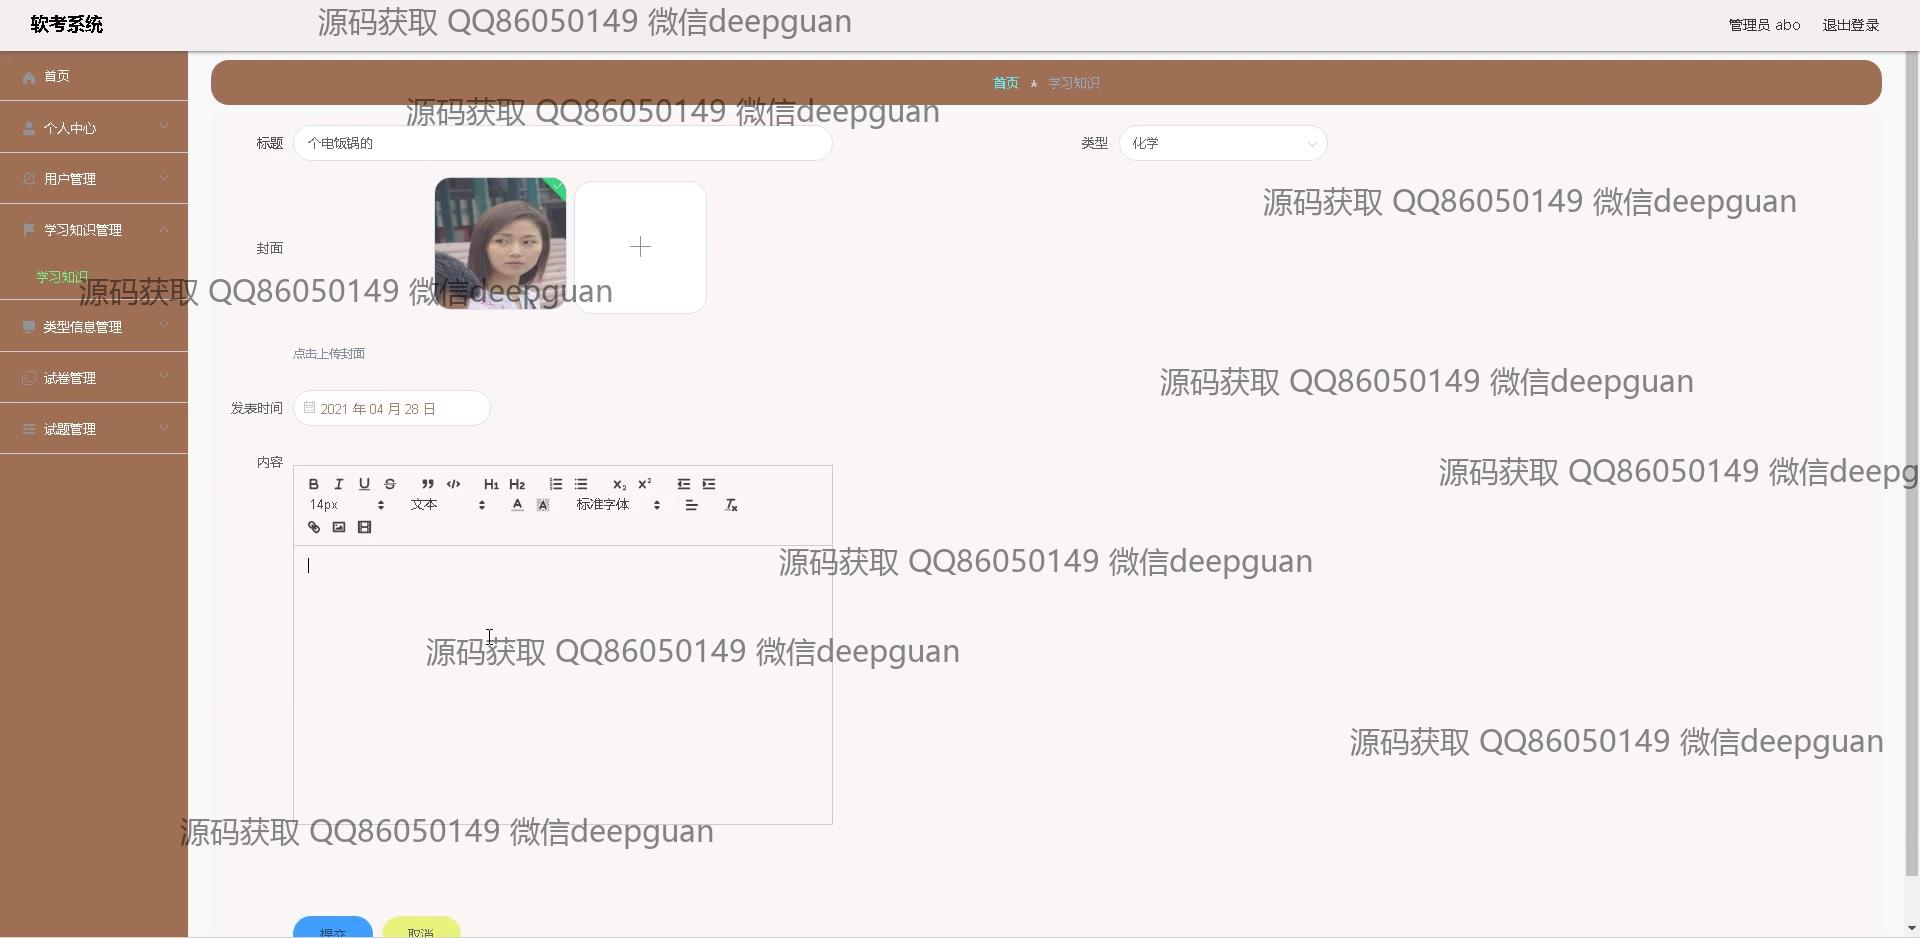 软考系统
源码获取 QQ86050149 微信deepguan
管理员 abo
退出登录
首页
个人中心
用户管理
学习知识管理
学习知识
类型信息管理
试卷管理
试题管理
首页 ★ 学习知识
源码获取 QQ86050149 微信deepguan
标题
个电饭锅的
类型
化学
源码获取 QQ86050149 微信deepguan
封面
源码获取 QQ86050149 微信deepguan
点击上传封面
源码获取 QQ86050149 微信deepguan
发表时间
2021 年 04 月 28 日
内容
源码获取 QQ86050149 微信deepg
B I U S ” </> H1 H2 x₂ x²
14px 文本 A A 标准字体 Tx
源码获取 QQ86050149 微信deepguan
源码获取 QQ86050149 微信deepguan
源码获取 QQ86050149 微信deepguan
源码获取 QQ86050149 微信deepguan
提交
取消